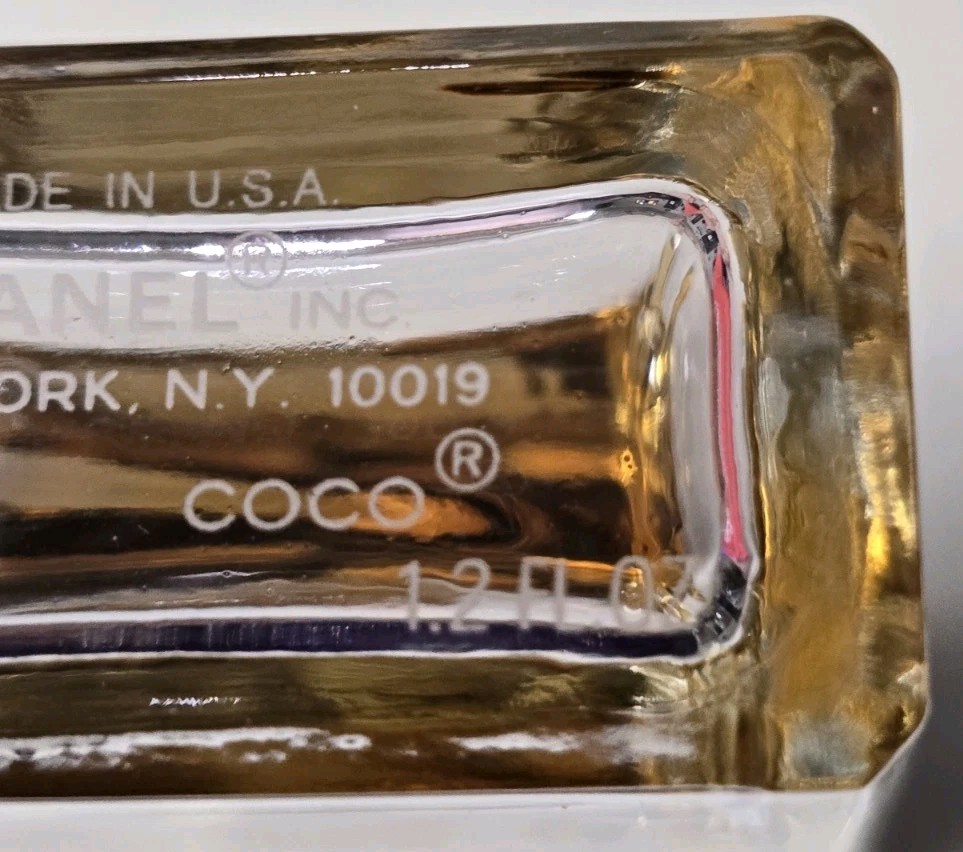 DE IN U.S.A.
ANEL® INC.
ORK, N.Y. 10019
COCO®
1.2 Fl OZ